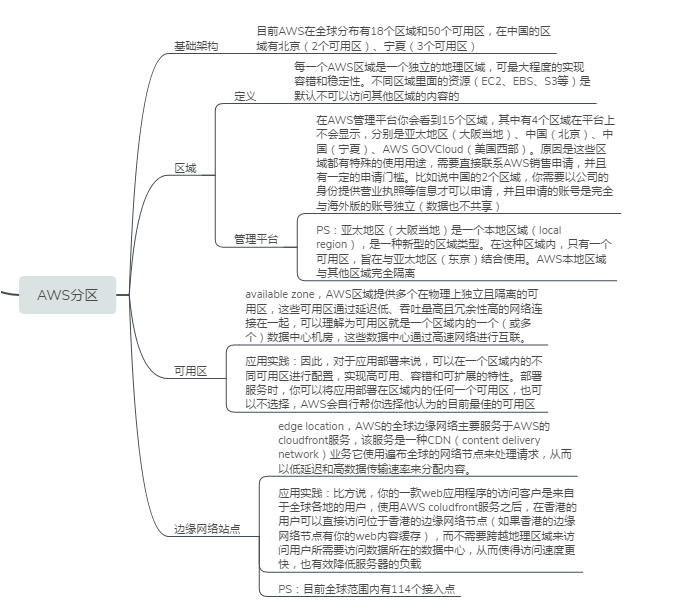 AWS分区
基础架构
目前AWS在全球分布有18个区域和50个可用区，在中国的区
域有北京（2个可用区）、宁夏（3个可用区）
区域
定义
每一个AWS区域是一个独立的地理区域，可最大程度的实现
容错和稳定性。不同区域里面的资源（EC2、EBS、S3等）是
默认不可以访问其他区域的内容的
管理平台
在AWS管理平台你会看到15个区域，其中有4个区域在平台上
不会显示，分别是亚太地区（大阪当地）、中国（北京）、中
国（宁夏）、AWS GOVCloud（美国西部）。原因是这些区
域都有特殊的使用用途，需要直接联系AWS销售申请，并且
有一定的申请门槛。比如说中国的2个区域，你需要以公司的
身份提供营业执照等信息才可以申请，并且申请的账号是完全
与海外版的账号独立（数据也不共享）
PS：亚太地区（大阪当地）是一个本地区域（local
region），是一种新型的区域类型。在这种区域内，只有一个
可用区，旨在与亚太地区（东京）结合使用。AWS本地区域
与其他区域完全隔离
可用区
available zone，AWS区域提供多个在物理上独立且隔离的可
用区，这些可用区通过延迟低、吞吐量高且冗余性高的网络连
接在一起，可以理解为可用区就是一个区域内的一个（或多
个）数据中心机房，这些数据中心通过高速网络进行互联。
应用实践：因此，对于应用部署来说，可以在一个区域内的不
同可用区进行配置，实现高可用、容错和可扩展的特性。部署
服务时，你可以将应用部署在区域内的任何一个可用区，也可
以不选择，AWS会自行帮你选择他认为的目前最佳的可用区
边缘网络站点
edge location，AWS的全球边缘网络主要服务于AWS的
cloudfront服务，该服务是一种CDN（content delivery
network）业务它使用遍布全球的网络节点来处理请求，从而
以低延迟和高数据传输速率来分配内容。
应用实践：比方说，你的一款web应用程序的访问客户是来自
于全球各地的用户，使用AWS coludfront服务之后，在香港的
用户可以直接访问位于香港的边缘网络节点（如果香港的边缘
网络节点有你的web内容缓存），而不需要跨越地理区域来访
问用户所需要访问数据所在的数据中心，从而使得访问速度更
快，也有效降低服务器的负载
PS：目前全球范围内有114个接入点